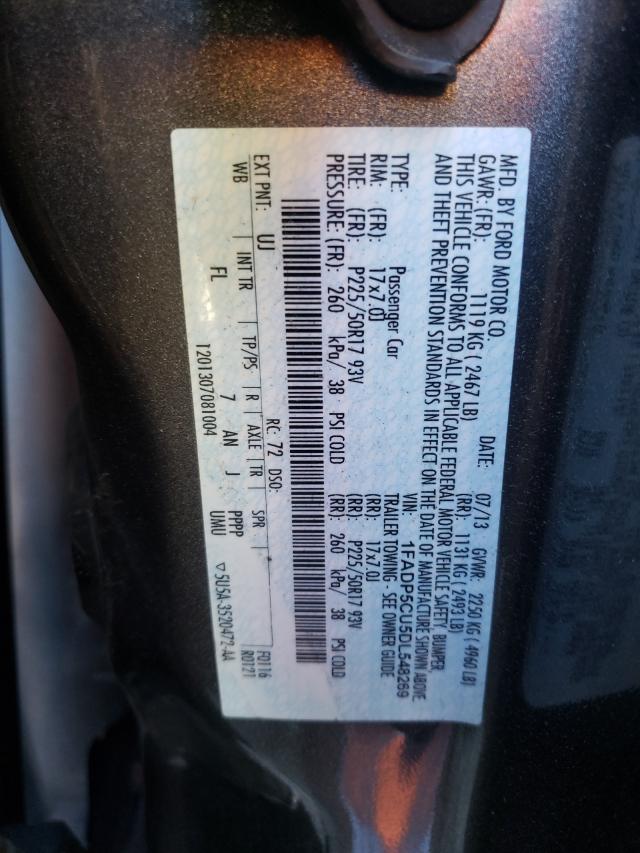 MFD. BY FORD MOTOR CO.
DATE: 07/13 GVWR: 2250 KG ( 4960 LB)
GAWR: (FR): 1119 KG ( 2467 LB) (RR): 1131 KG ( 2493 LB)
THIS VEHICLE CONFORMS TO ALL APPLICABLE FEDERAL MOTOR VEHICLE SAFETY, BUMPER,
AND THEFT PREVENTION STANDARDS IN EFFECT ON THE DATE OF MANUFACTURE SHOWN ABOVE
VIN: 1FADP5CU5DL548269
TYPE: Passenger Car TRAILER TOWING - SEE OWNER GUIDE
RIM: (FR): 17x7.0J (RR): 17x7.0J
TIRE: (FR): P225/50R17 93V (RR): P225/50R17 93V
PRESSURE: (FR): 260 kPa/ 38 PSI COLD (RR): 260 kPa/ 38 PSI COLD
EXT PNT: UJ RC: 72 DSO: F0116
WB INT TR TP/PS R AXLE TR SPR R0121
FL 7 AN J PPPP
UMU
1201307081004 ▽5U5A-3520472-AA